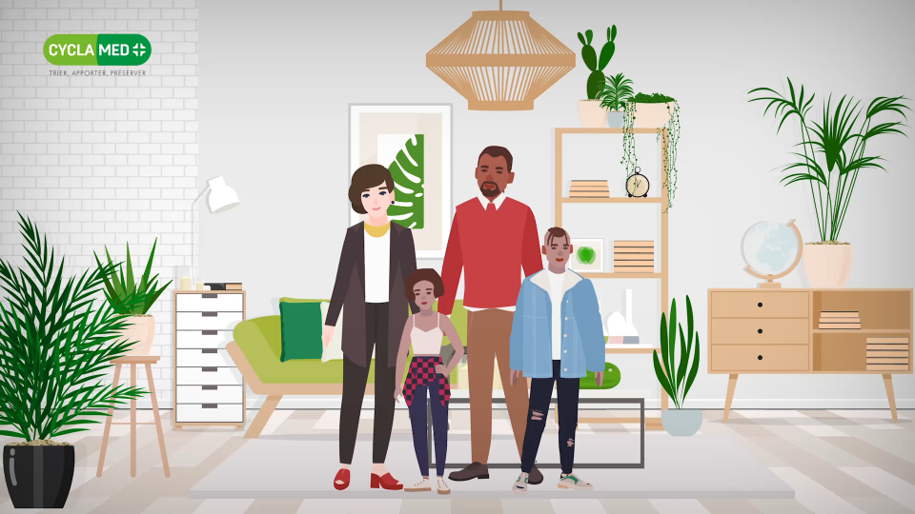 CYCLAMED
TRIER, APPORTER, PRÉSERVER